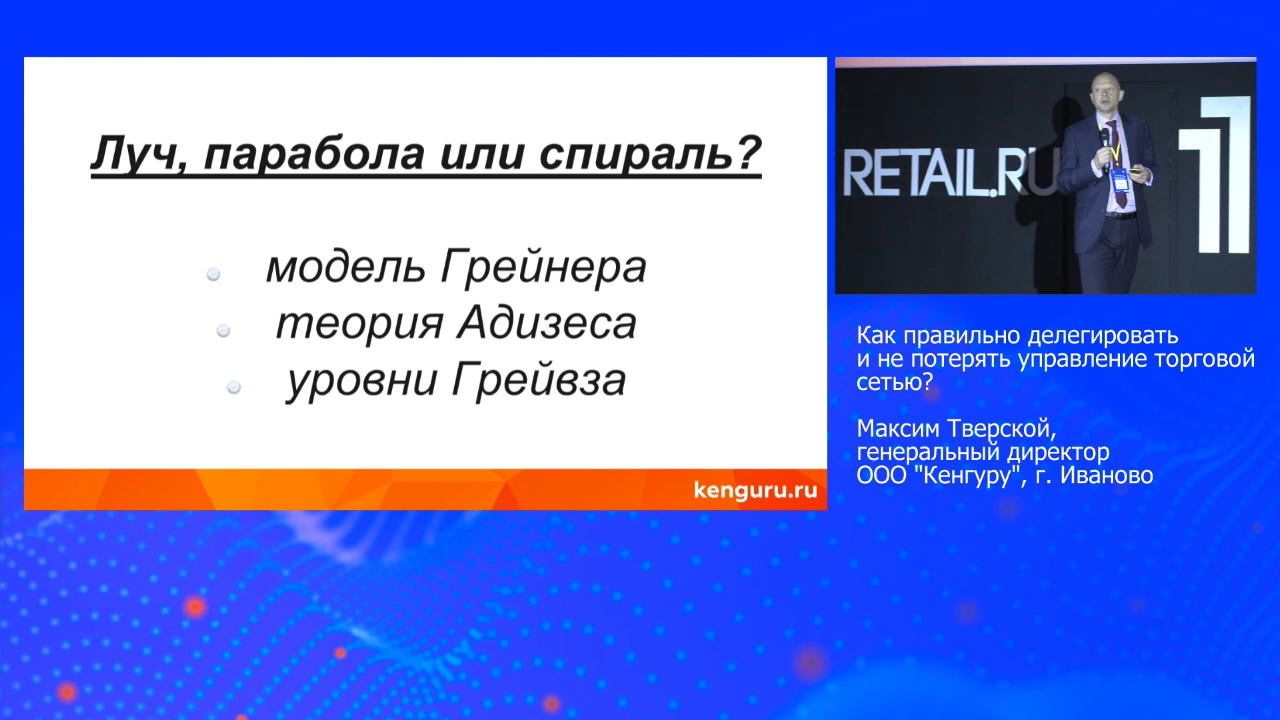 Луч, парабола или спираль?
модель Грейнера
теория Адизеса
уровни Грейвза
kenguru.ru
RETAIL.RU
11
Как правильно делегировать
и не потерять управление торговой
сетью?
Максим Тверской,
генеральный директор
ООО "Кенгуру", г. Иваново